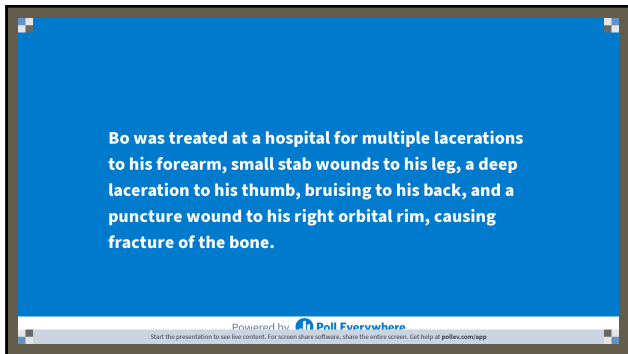 Bo was treated at a hospital for multiple lacerations
to his forearm, small stab wounds to his leg, a deep
laceration to his thumb, bruising to his back, and a
puncture wound to his right orbital rim, causing
fracture of the bone.
Powered by Poll Everywhere
Start the presentation to see live content. For screen share software, share the entire screen. Get help at pollev.com/app